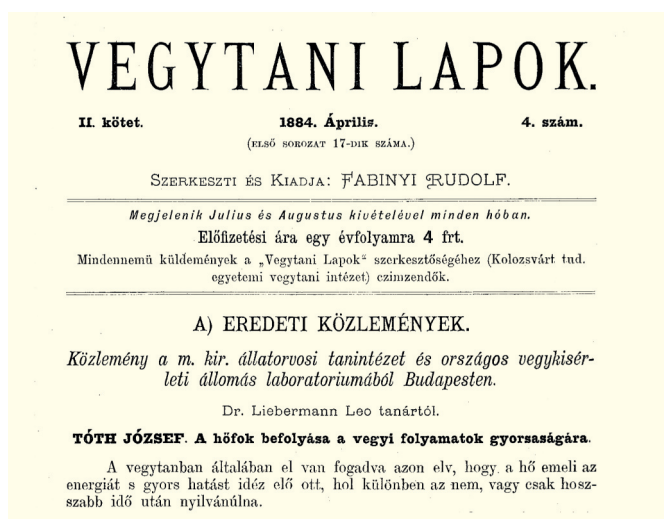 VEGYTANI LAPOK.
II. kötet. 1884. Április. 4. szám.
(ELSŐ SOROZAT 17-DIK SZÁMA.)
SZERKESZTI ÉS KIADJA: FABINYI RUDOLF.
Megjelenik Julius és Augustus kivételével minden hóban.
Előfizetési ára egy évfolyamra 4 frt.
Mindennemü küldemények a „Vegytani Lapok“ szerkesztőségéhez (Kolozsvárt tud.
egyetemi vegytani intézet) czimzendők.
A) EREDETI KÖZLEMÉNYEK.
Közlemény a m. kir. állatorvosi tanintézet és országos vegykisér-
leti állomás laboratoriumából Budapesten.
Dr. Liebermann Leo tanártól.
TÓTH JÓZSEF. A hőfok befolyása a vegyi folyamatok gyorsaságára.
A vegytanban általában el van fogadva azon elv, hogy a hő emeli az
energiát s gyors hatást idéz elő ott, hol különben az nem, vagy csak hosz-
szabb idő után nyilvánúlna.